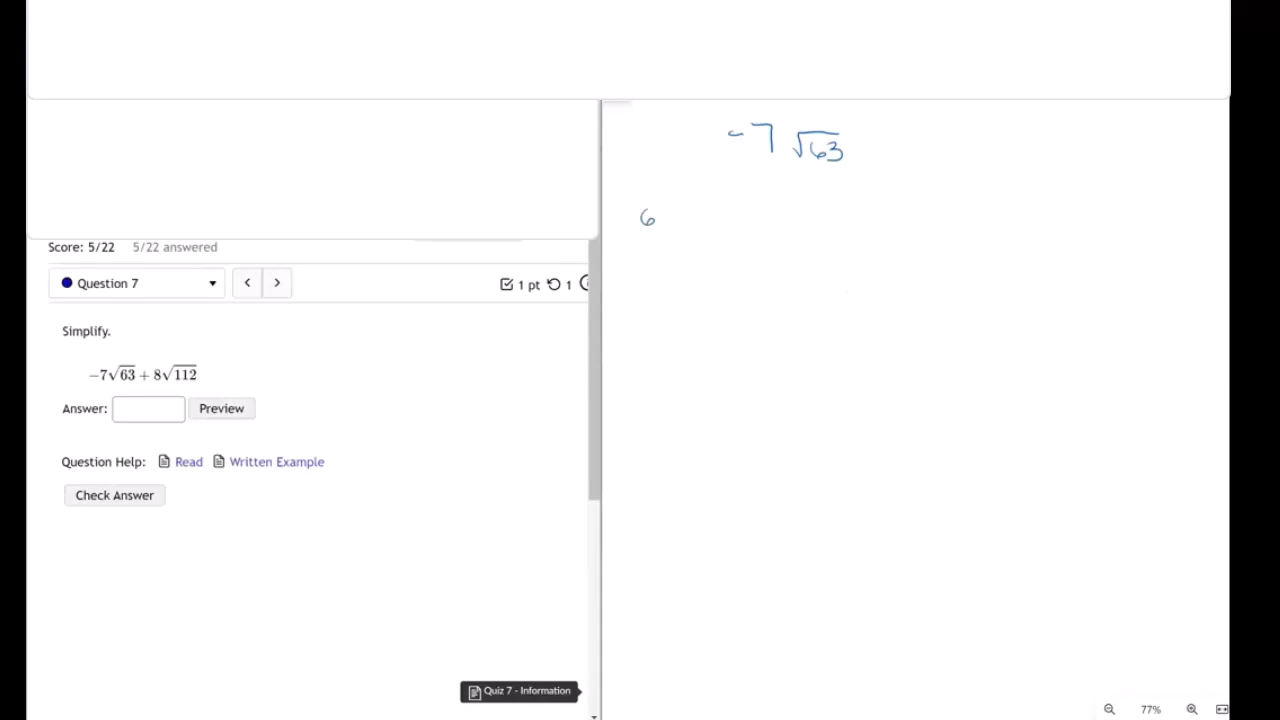 -7 √63
6
Score: 5/22 5/22 answered
Question 7 < > 1 pt 1
Simplify.
−7√63 + 8√112
Answer: Preview
Question Help: Read Written Example
Check Answer
Quiz 7 - Information
77%